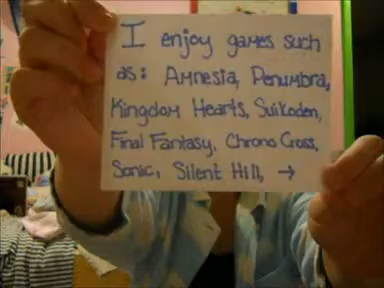 I enjoy games such
as: Amnesia, Penumbra,
Kingdom Hearts, Suikoden,
Final Fantasy, Chrono Cross,
Sonic, Silent Hill, →